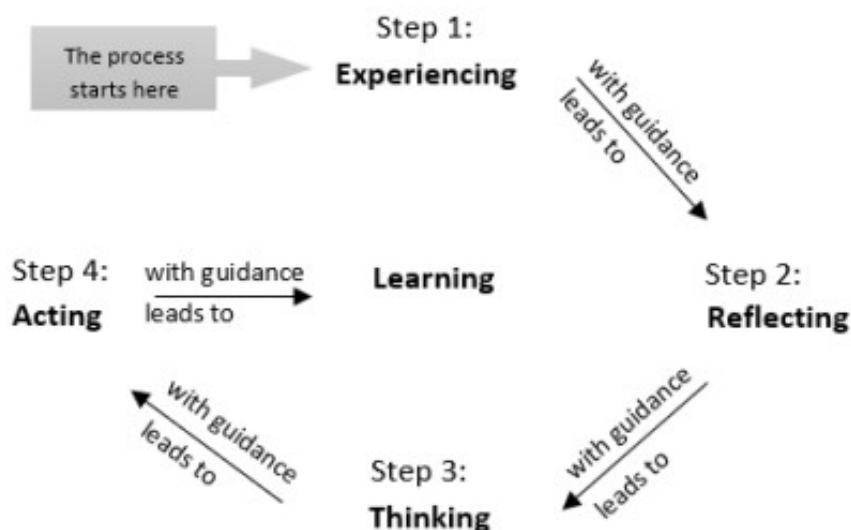 The process
starts here
Step 1:
Experiencing
with guidance
leads to
Step 2:
Reflecting
with guidance
leads to
Step 3:
Thinking
with guidance
leads to
Step 4:
Acting
with guidance
leads to
Learning